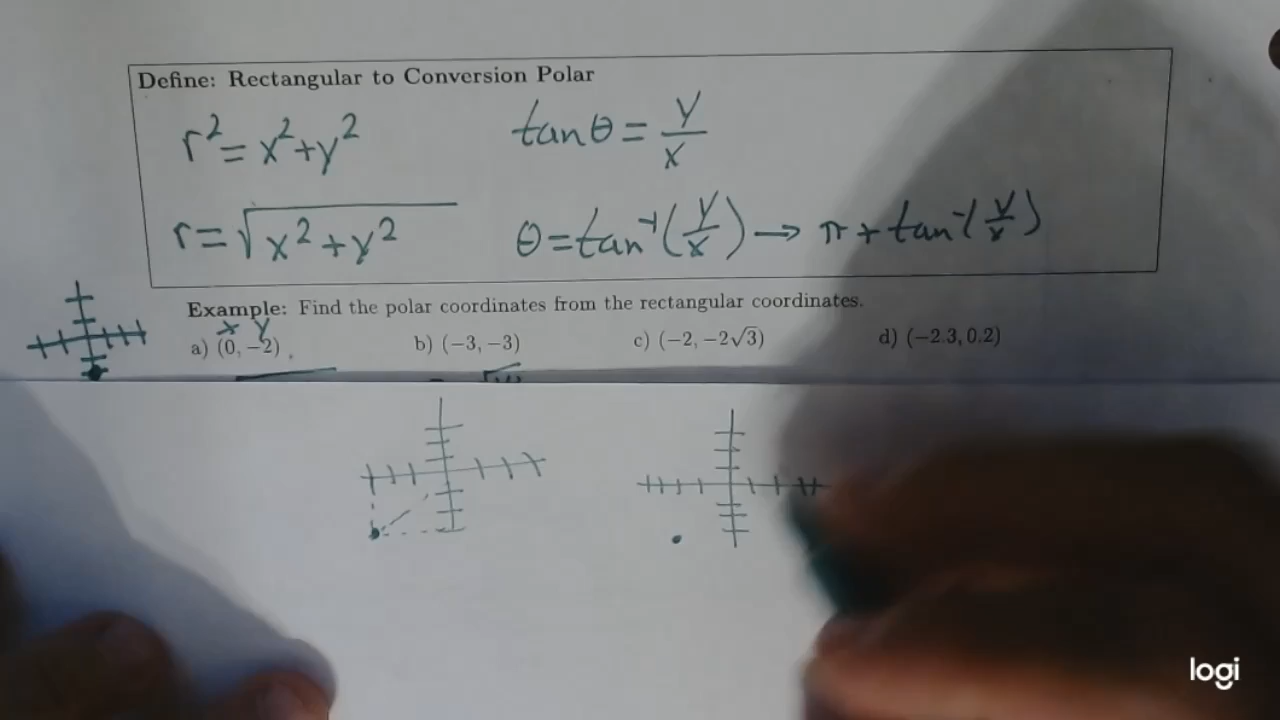 Define: Rectangular to Conversion Polar
r²=x²+y²
tanθ = y/x
r=√x²+y²
θ=tan⁻¹(y/x) → π + tan⁻¹(y/x)
Example: Find the polar coordinates from the rectangular coordinates.
x y
a) (0, −2)
b) (−3, −3)
c) (−2, −2√3)
d) (−2.3, 0.2)
logi